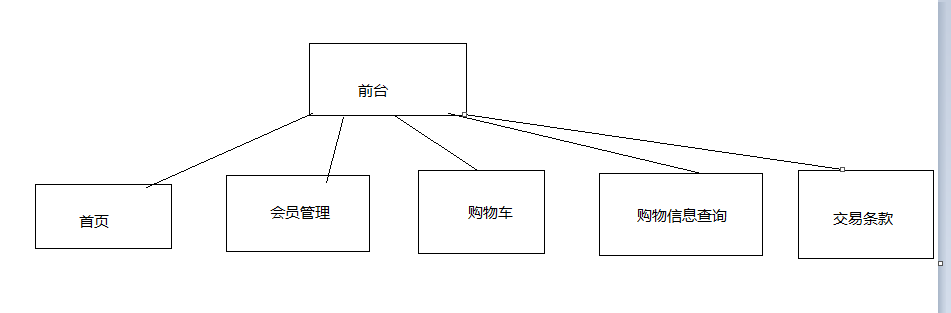 前台
首页
会员管理
购物车
购物信息查询
交易条款